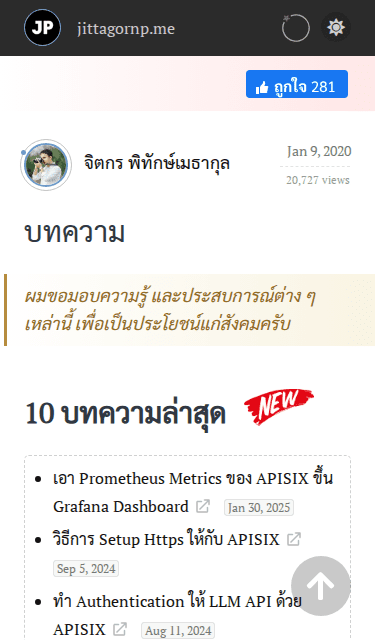 JP jittagornp.me
ถูกใจ 281
จิตกร พิทักษ์เมธากุล
Jan 9, 2020
20,727 views
บทความ
ผมขอมอบความรู้ และประสบการณ์ต่าง ๆ
เหล่านี้ เพื่อเป็นประโยชน์แก่สังคมครับ
10 บทความล่าสุด NEW
เอา Prometheus Metrics ของ APISIX ขึ้น
Grafana Dashboard Jan 30, 2025
วิธีการ Setup Https ให้กับ APISIX
Sep 5, 2024
ทำ Authentication ให้ LLM API ด้วย
APISIX Aug 11, 2024